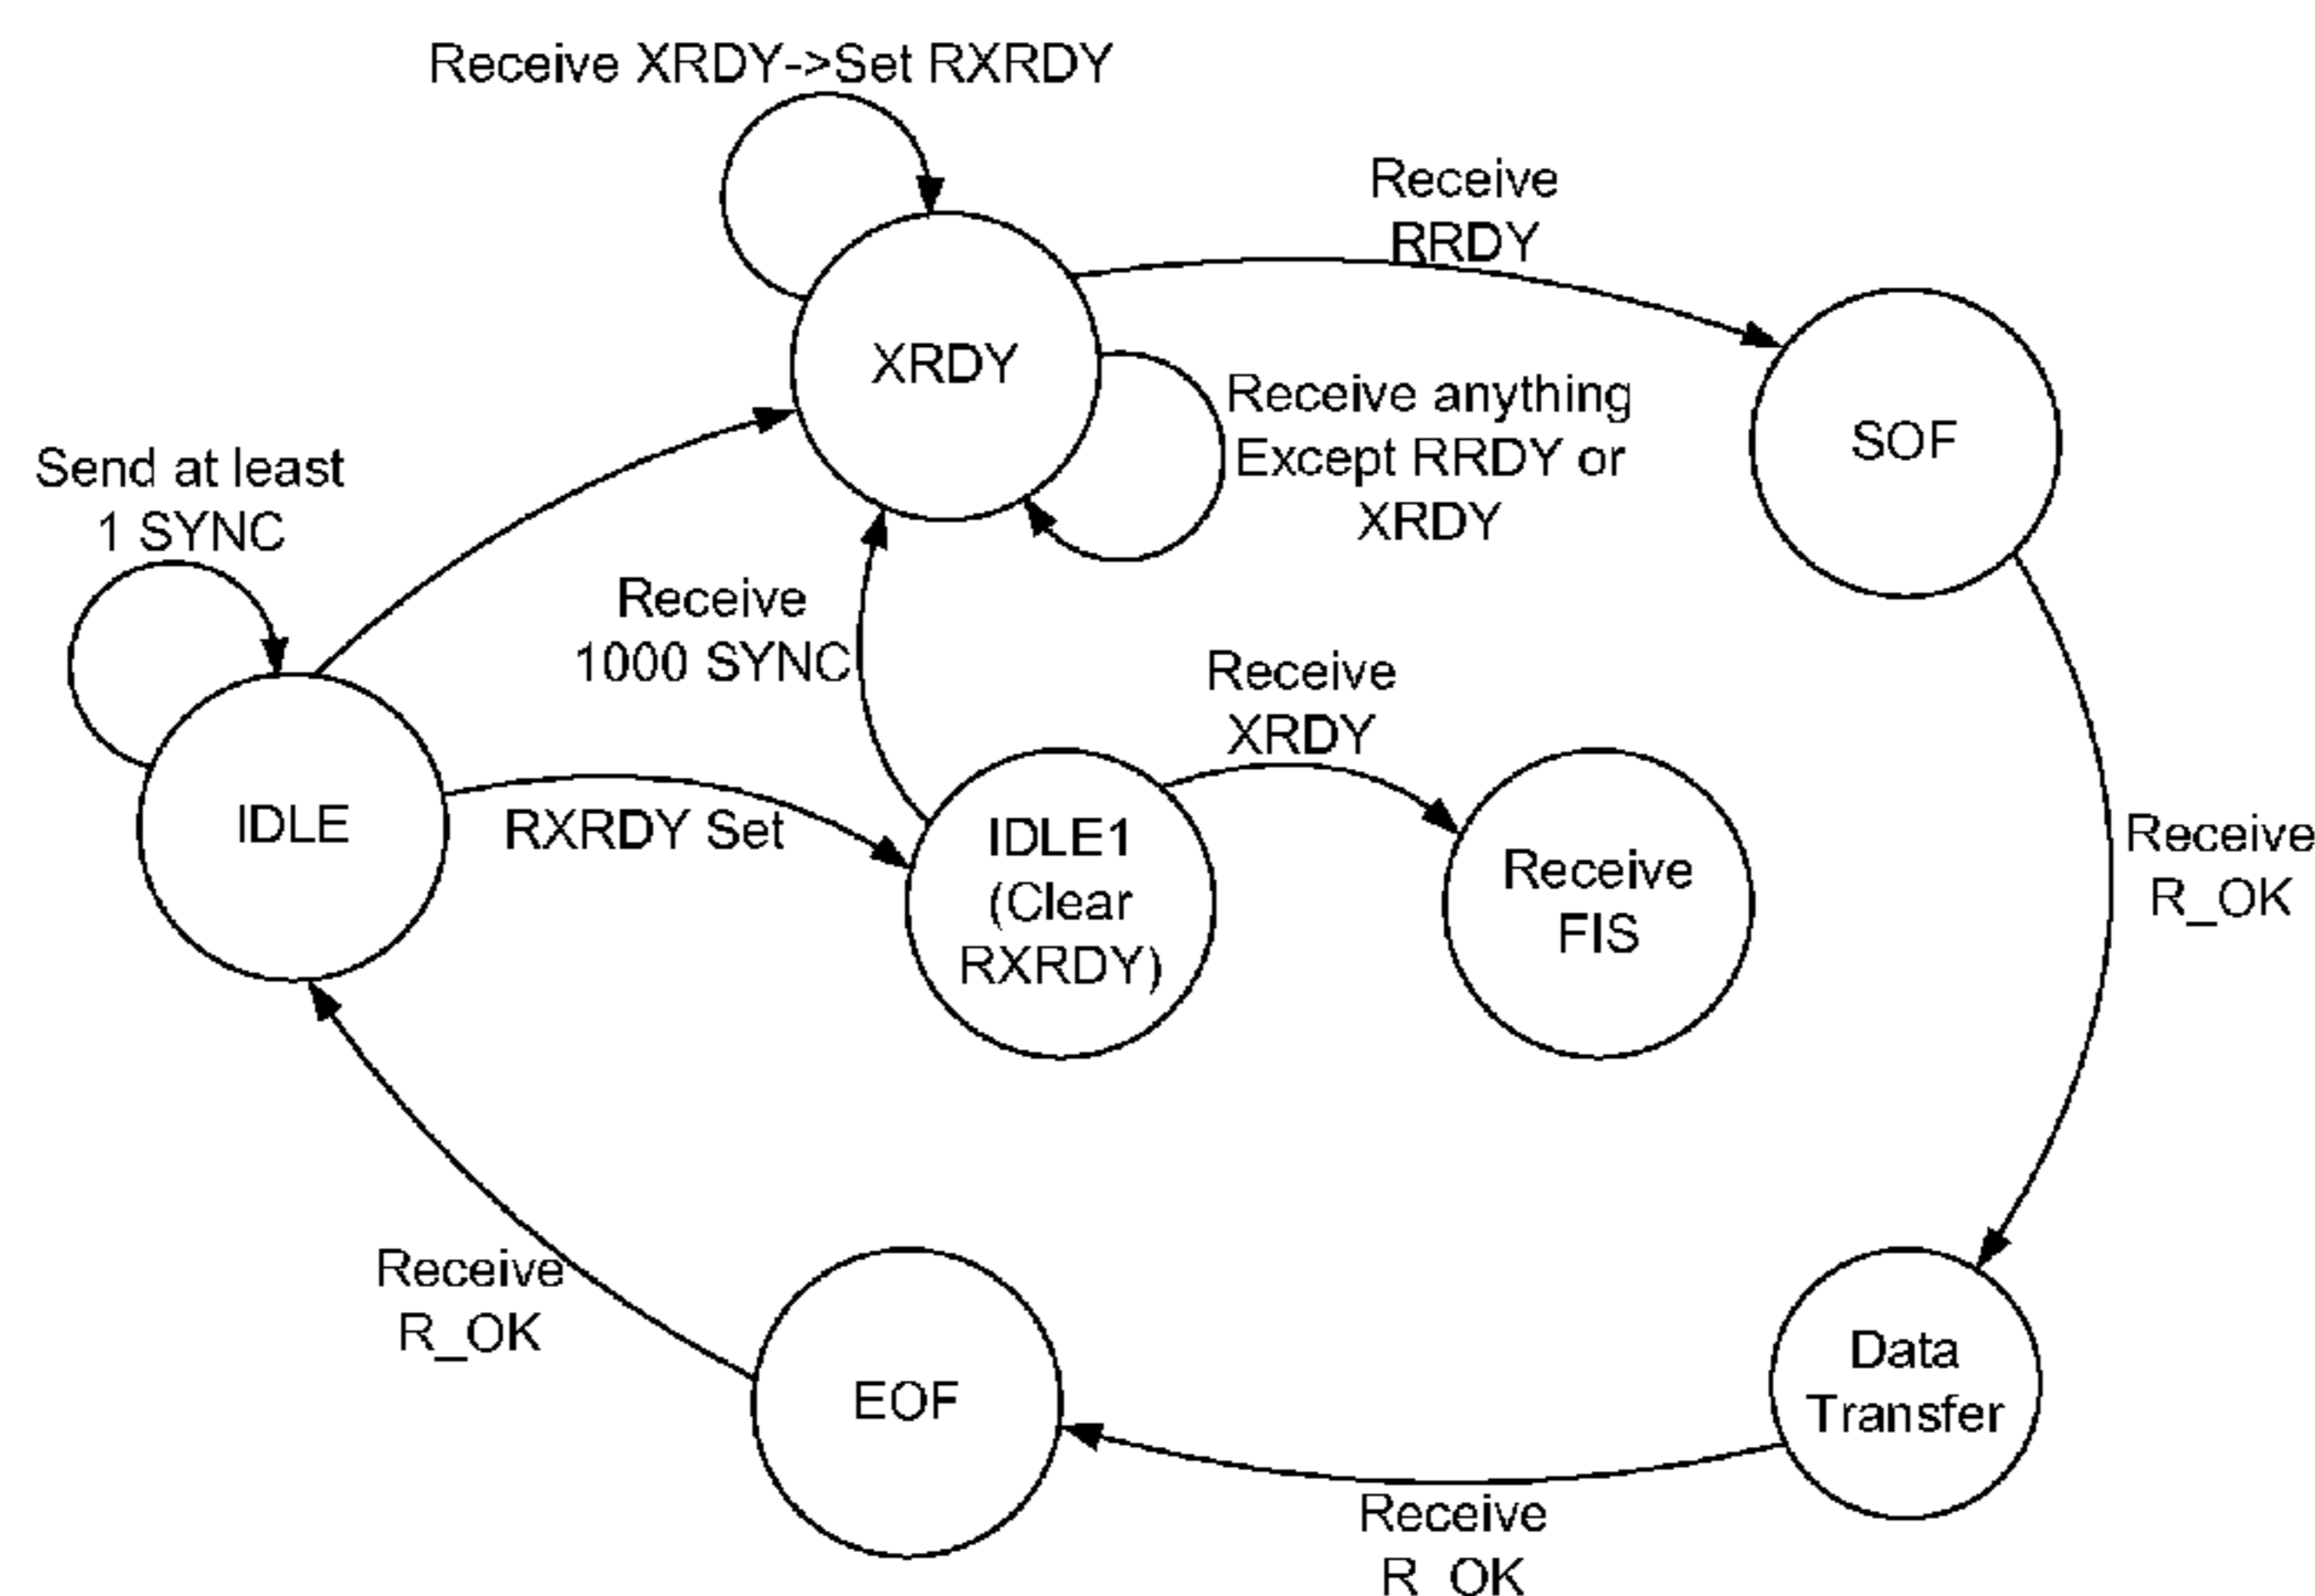 Receive XRDY->Set RXRDY
Receive
RRDY
XRDY
Receive anything
Except RRDY or
XRDY
SOF
Send at least
1 SYNC
Receive
1000 SYNC
Receive
XRDY
IDLE
RXRDY Set
IDLE1
(Clear
RXRDY)
Receive
FIS
Receive
R_OK
Receive
R_OK
EOF
Data
Transfer
Receive
R_OK